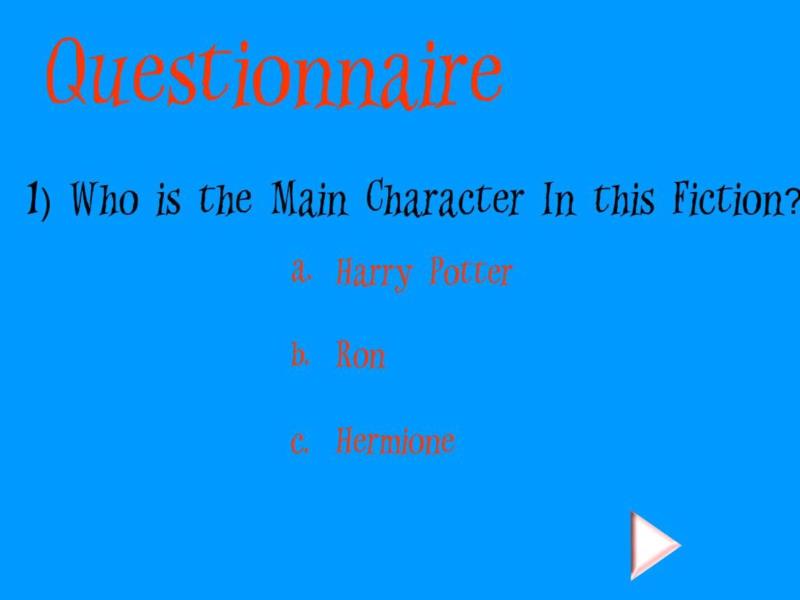 Questionnaire
1) Who is the Main Character In this Fiction?
a. Harry Potter
b. Ron
c. Hermione